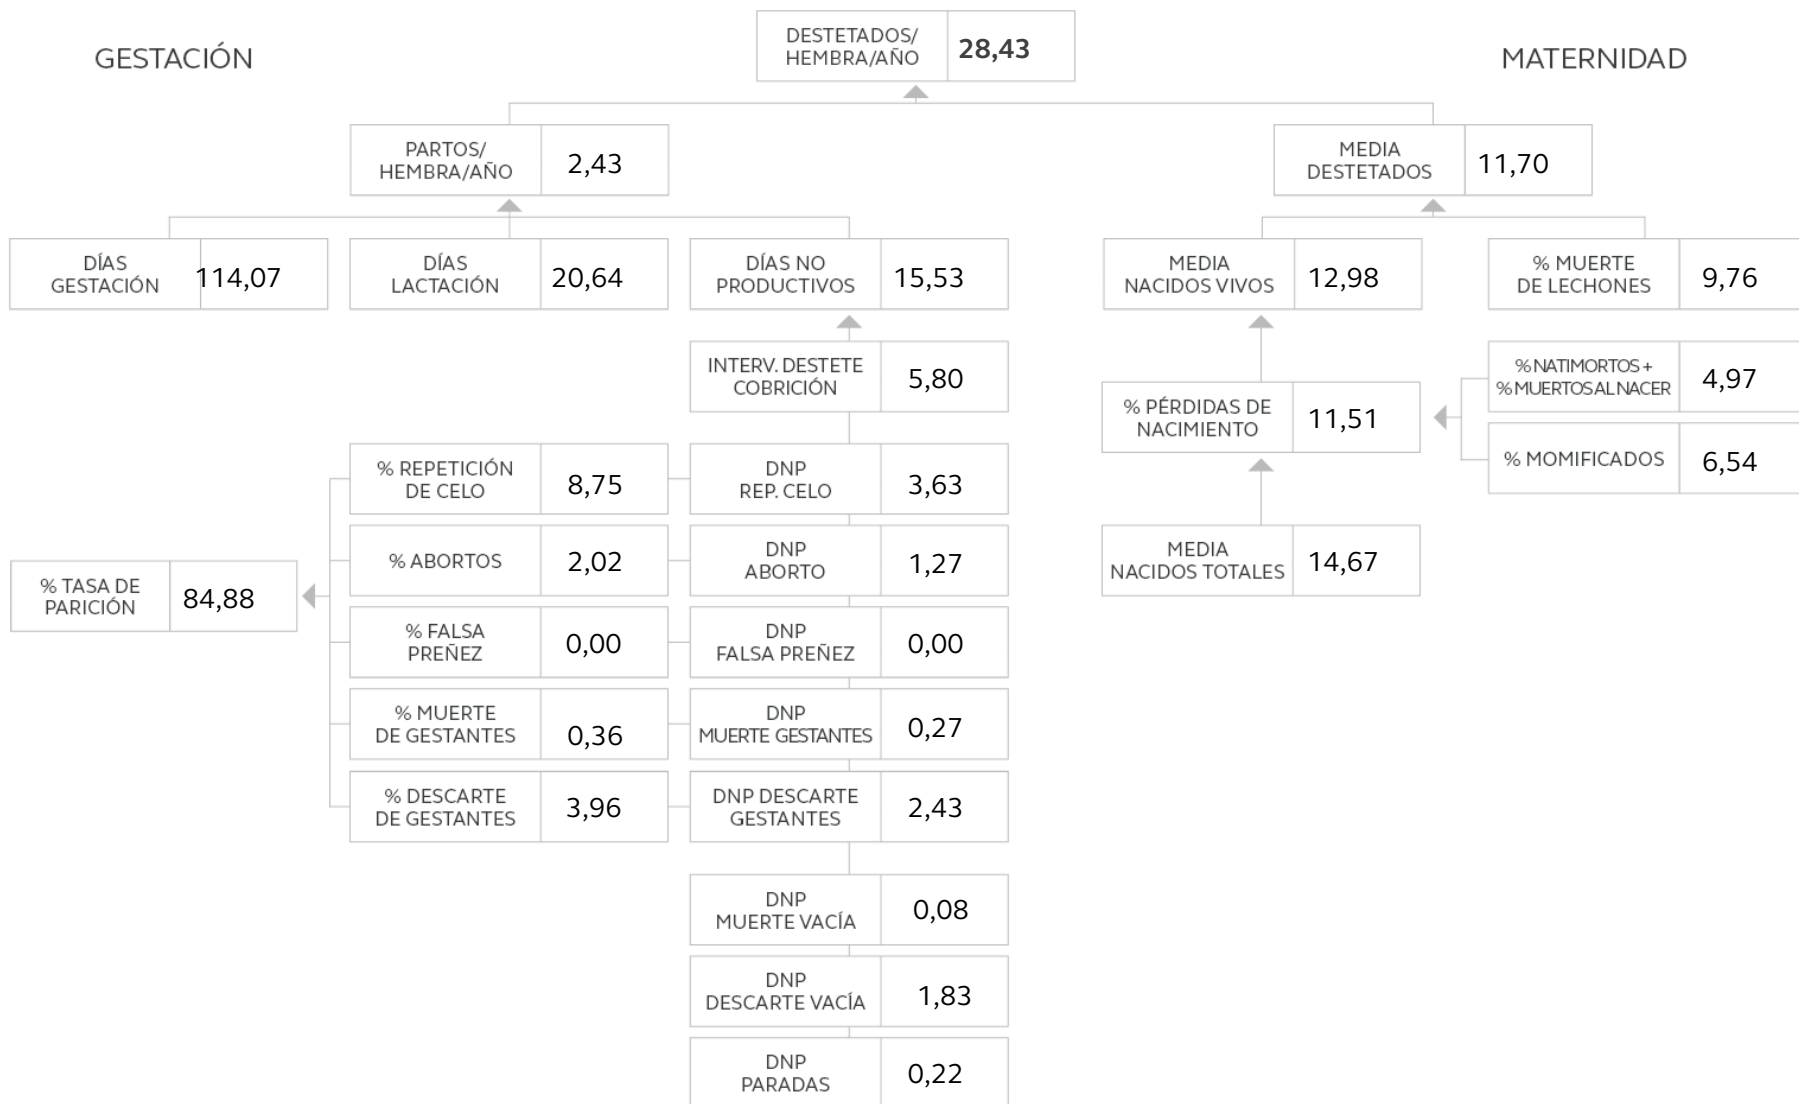 GESTACIÓN
DESTETADOS/
HEMBRA/AÑO
28,43
MATERNIDAD
PARTOS/
HEMBRA/AÑO
2,43
MEDIA
DESTETADOS
11,70
DÍAS
GESTACIÓN
114,07
DÍAS
LACTACIÓN
20,64
DÍAS NO
PRODUCTIVOS
15,53
MEDIA
NACIDOS VIVOS
12,98
% MUERTE
DE LECHONES
9,76
INTERV. DESTETE
COBRICIÓN
5,80
% PÉRDIDAS DE
NACIMIENTO
11,51
% NATIMORTOS +
% MUERTOS AL NACER
4,97
% MOMIFICADOS
6,54
% REPETICIÓN
DE CELO
8,75
DNP
REP. CELO
3,63
% ABORTOS
2,02
DNP
ABORTO
1,27
MEDIA
NACIDOS TOTALES
14,67
% TASA DE
PARICIÓN
84,88
% FALSA
PREÑEZ
0,00
DNP
FALSA PREÑEZ
0,00
% MUERTE
DE GESTANTES
0,36
DNP
MUERTE GESTANTES
0,27
% DESCARTE
DE GESTANTES
3,96
DNP DESCARTE
GESTANTES
2,43
DNP
MUERTE VACÍA
0,08
DNP
DESCARTE VACÍA
1,83
DNP
PARADAS
0,22